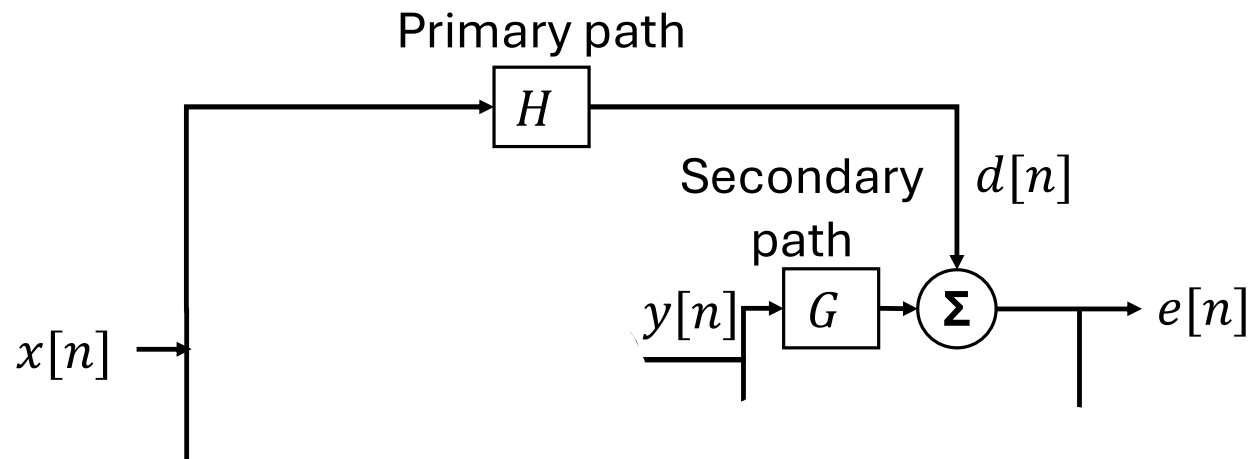 Primary path
H
Secondary
path
d[n]
y[n]
G
Σ
e[n]
x[n]